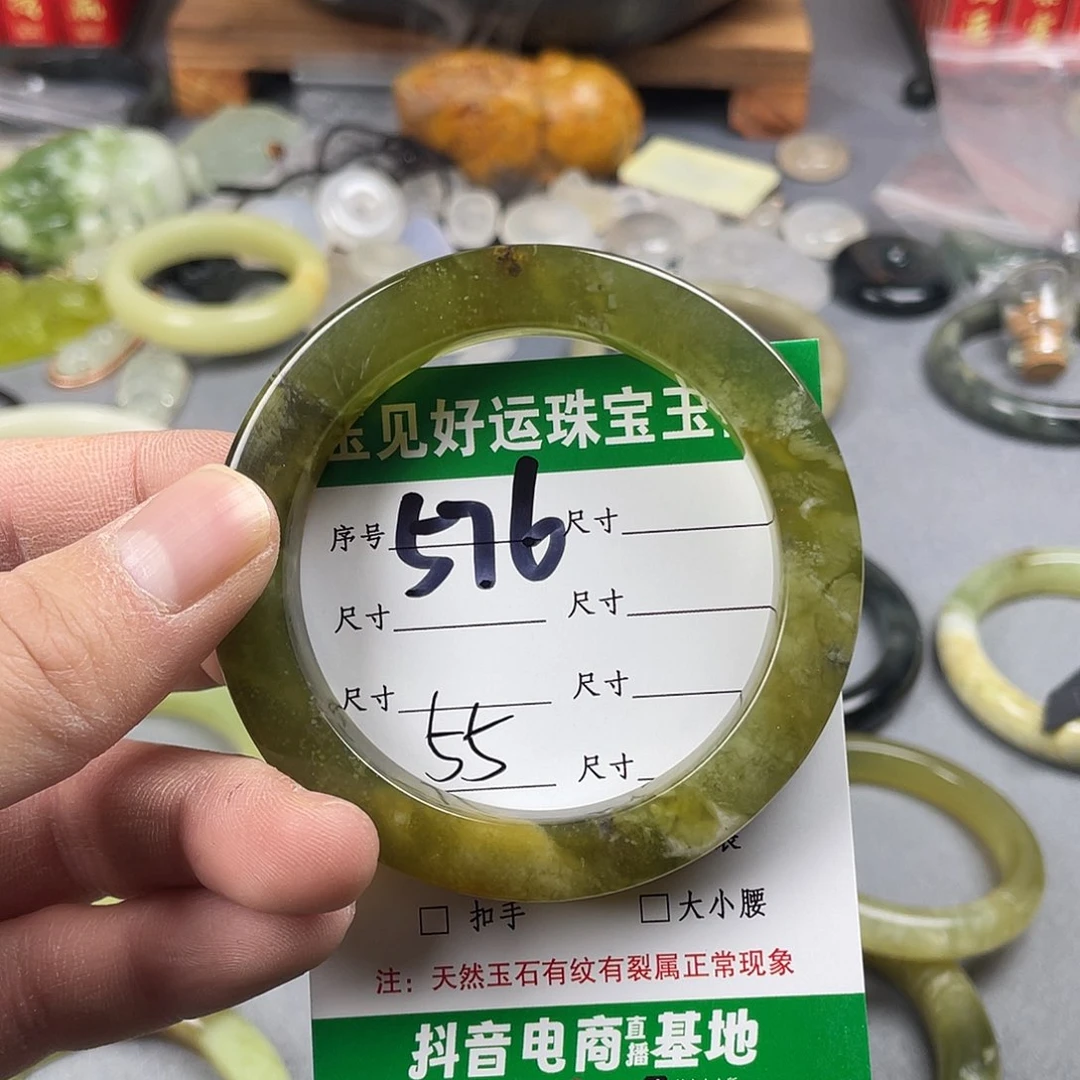 见好运珠宝玉
序号 576 尺寸
尺寸 尺寸
尺寸 尺寸
55 尺寸
扣手 大小腰
注：天然玉石有纹有裂属正常现象
抖音电商直播基地